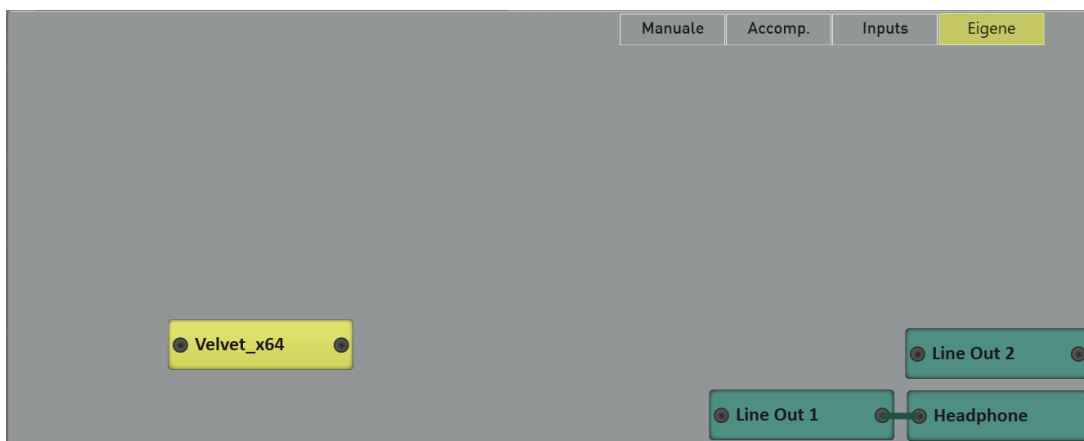 Manuale Accomp. Inputs Eigene
Velvet_x64
Line Out 2
Line Out 1 Headphone